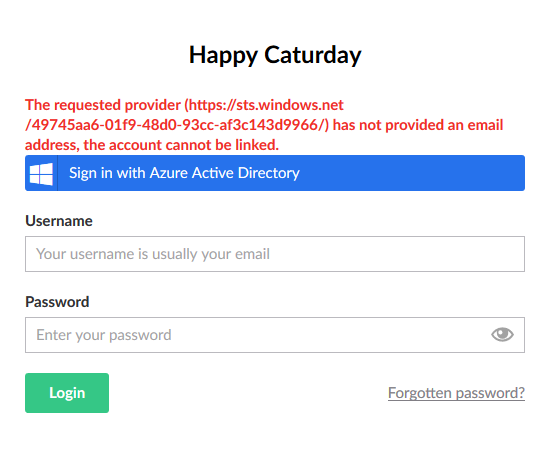 Happy Caturday
The requested provider (https://sts.windows.net
/49745aa6-01f9-48d0-93cc-af3c143d9966/) has not provided an email
address, the account cannot be linked.
Sign in with Azure Active Directory
Username
Your username is usually your email
Password
Enter your password
Login
Forgotten password?